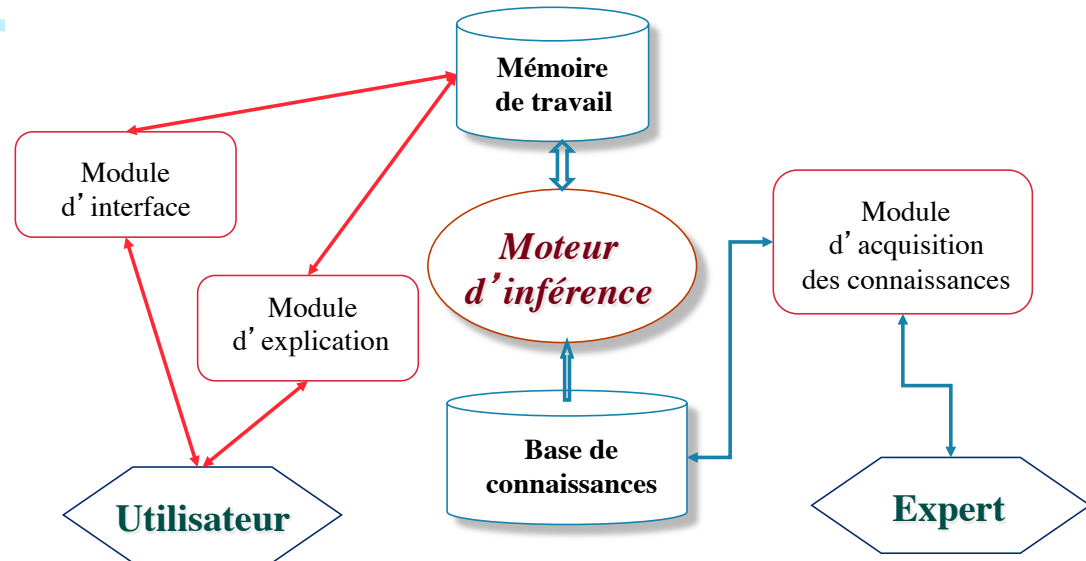 Mémoire
de travail
Module
d’interface
Moteur
d’inférence
Module
d’acquisition
des connaissances
Module
d’explication
Base de
connaissances
Utilisateur
Expert